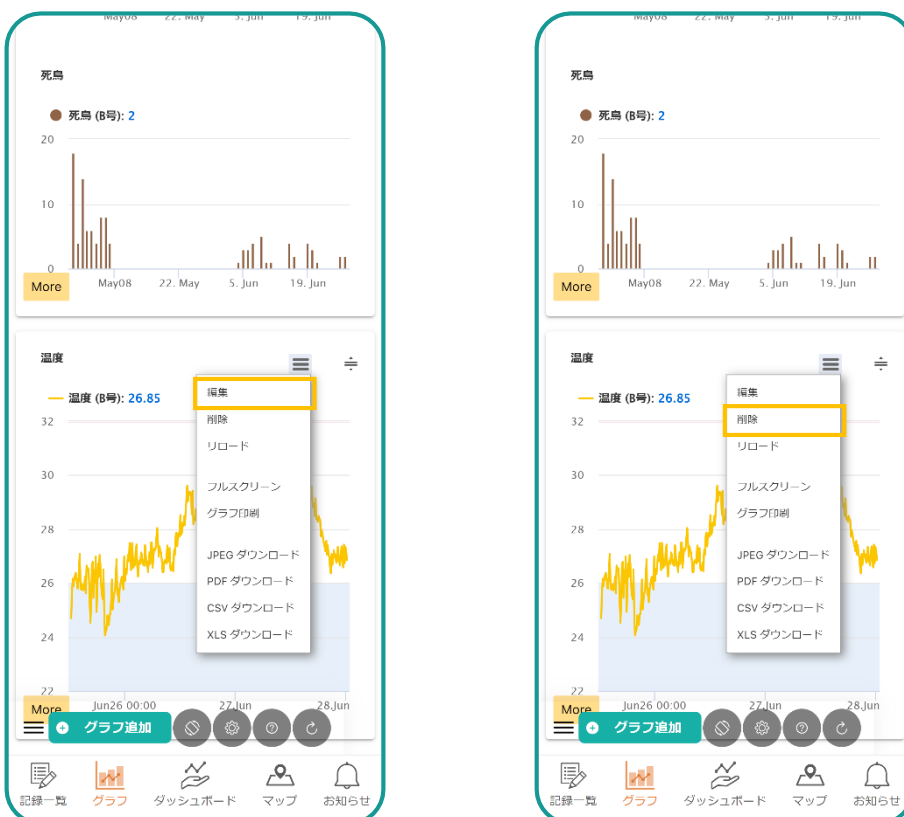 May08 22. May 5. Jun 19. Jun
死鳥
死鳥 (B号): 2
20
10
0
More
May08 22. May 5. Jun 19. Jun
温度
温度 (B号): 26.85
編集
削除
リロード
フルスクリーン
グラフ印刷
JPEG ダウンロード
PDF ダウンロード
CSV ダウンロード
XLS ダウンロード
32
30
28
26
24
22
More
Jun26 00:00 27.Jun 28.Jun
グラフ追加
記録一覧 グラフ ダッシュボード マップ お知らせ
May08 22. May 5. Jun 19. Jun
死鳥
死鳥 (B号): 2
20
10
0
More
May08 22. May 5. Jun 19. Jun
温度
温度 (B号): 26.85
編集
削除
リロード
フルスクリーン
グラフ印刷
JPEG ダウンロード
PDF ダウンロード
CSV ダウンロード
XLS ダウンロード
32
30
28
26
24
22
More
Jun26 00:00 27.Jun 28.Jun
グラフ追加
記録一覧 グラフ ダッシュボード マップ お知らせ